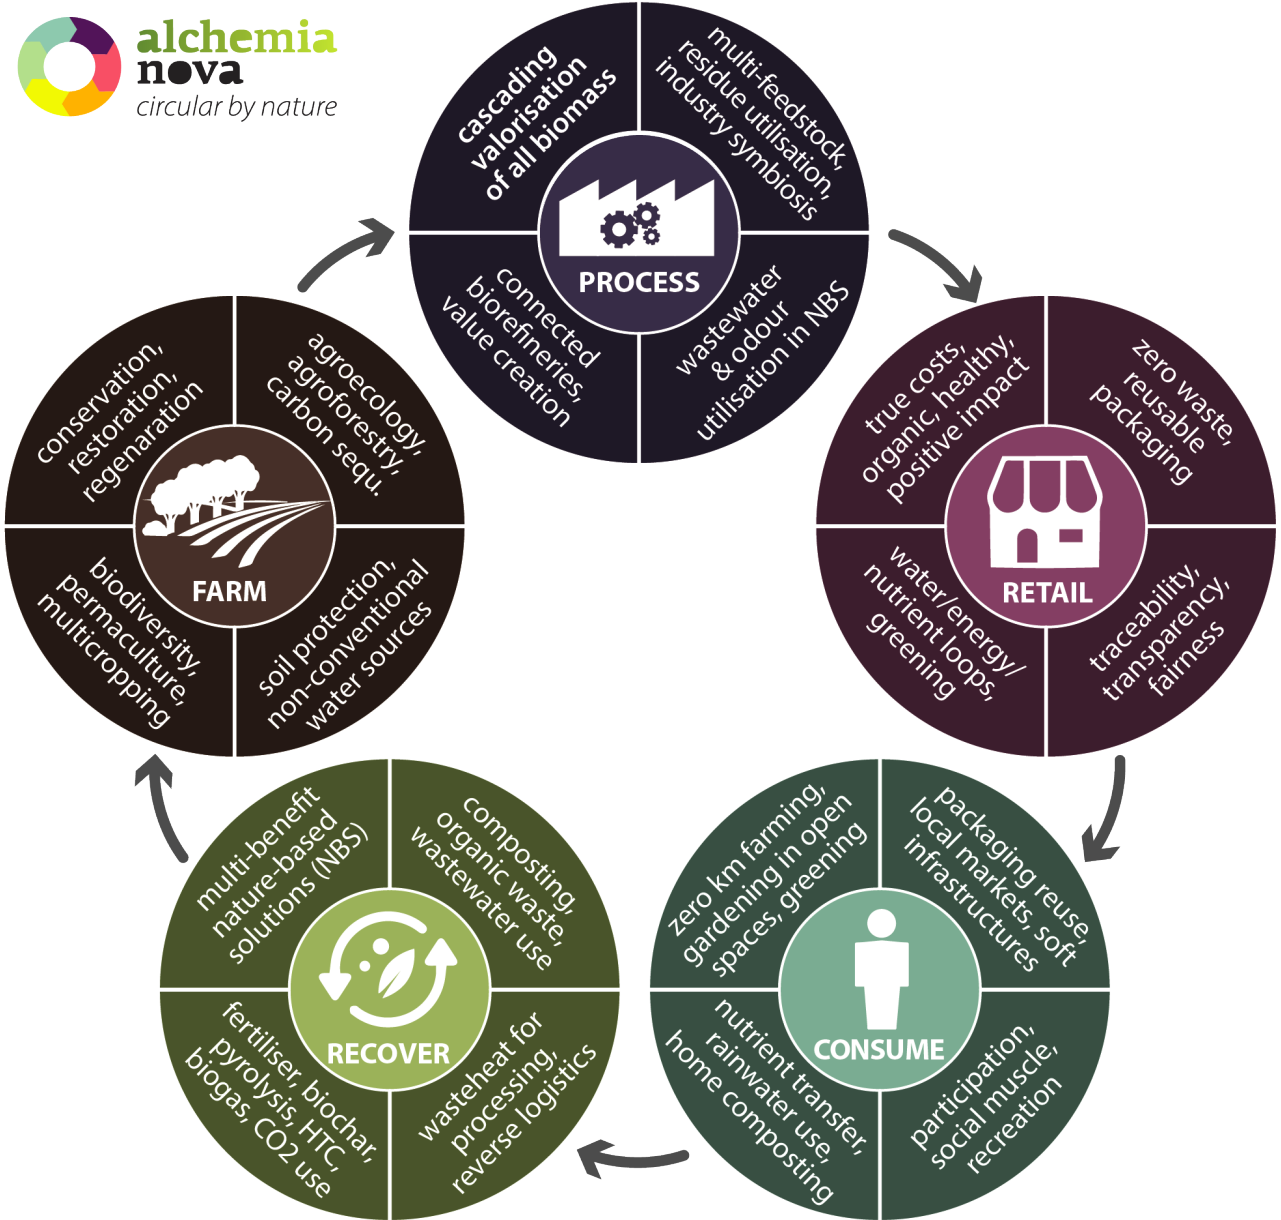 alchemia
nova
circular by nature
cascading
valorisation
of all biomass
multi-feedstock,
residue utilisation,
industry symbiosis
connected
biorefineries,
value creation
wastewater
& odour
utilisation in NBS
PROCESS
true costs,
organic, healthy,
positive impact
zero waste,
reusable
packaging
water/energy/
nutrient loops,
greening
traceability,
transparency,
fairness
RETAIL
zero km farming,
gardening in open
spaces, greening
packaging reuse,
local markets, soft
infrastructures
nutrient transfer,
rainwater use,
home composting
participation,
social muscle,
recreation
CONSUME
multi-benefit
nature-based
solutions (NBS)
composting,
organic waste,
wastewater use
fertiliser, biochar,
pyrolysis, HTC,
biogas, CO2 use
wasteheat for
processing,
reverse logistics
RECOVER
conservation,
restoration,
regenaration
agroecology,
agroforestry,
carbon sequ.
biodiversity,
permaculture,
multicropping
soil protection,
non-conventional
water sources
FARM